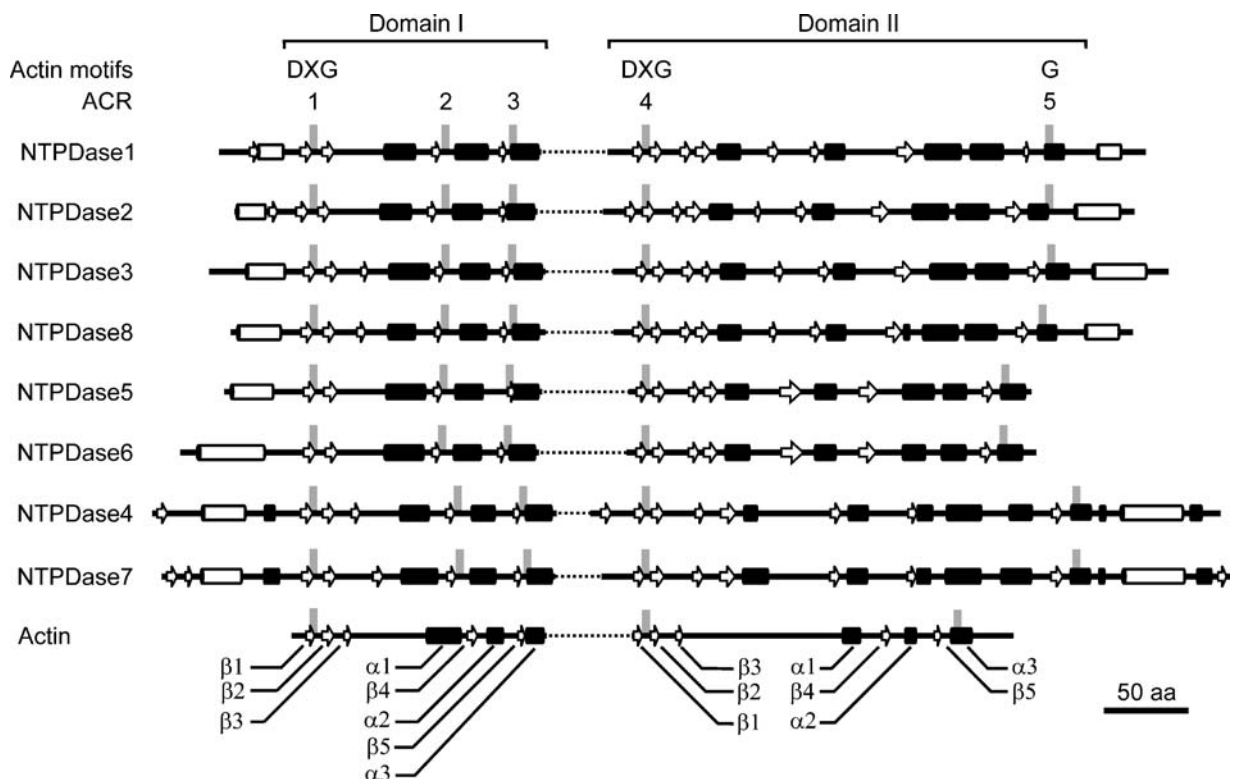 Domain I Domain II
Actin motifs DXG DXG G
ACR 1 2 3 4 5
NTPDase1
NTPDase2
NTPDase3
NTPDase8
NTPDase5
NTPDase6
NTPDase4
NTPDase7
Actin
β1 α1 β3 α1 α3
β2 β4 β2 β4 β5
β3 α2 β1 α2
β5
α3
50 aa